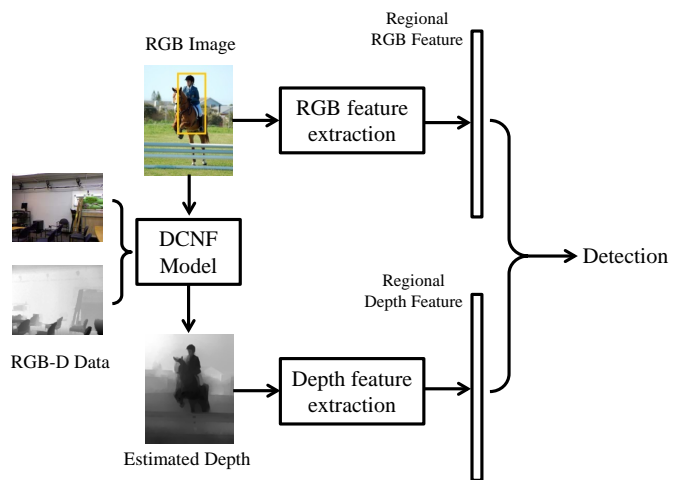 Regional
RGB Feature
RGB Image
RGB feature
extraction
DCNF
Model
Detection
Regional
Depth Feature
RGB-D Data
Depth feature
extraction
Estimated Depth